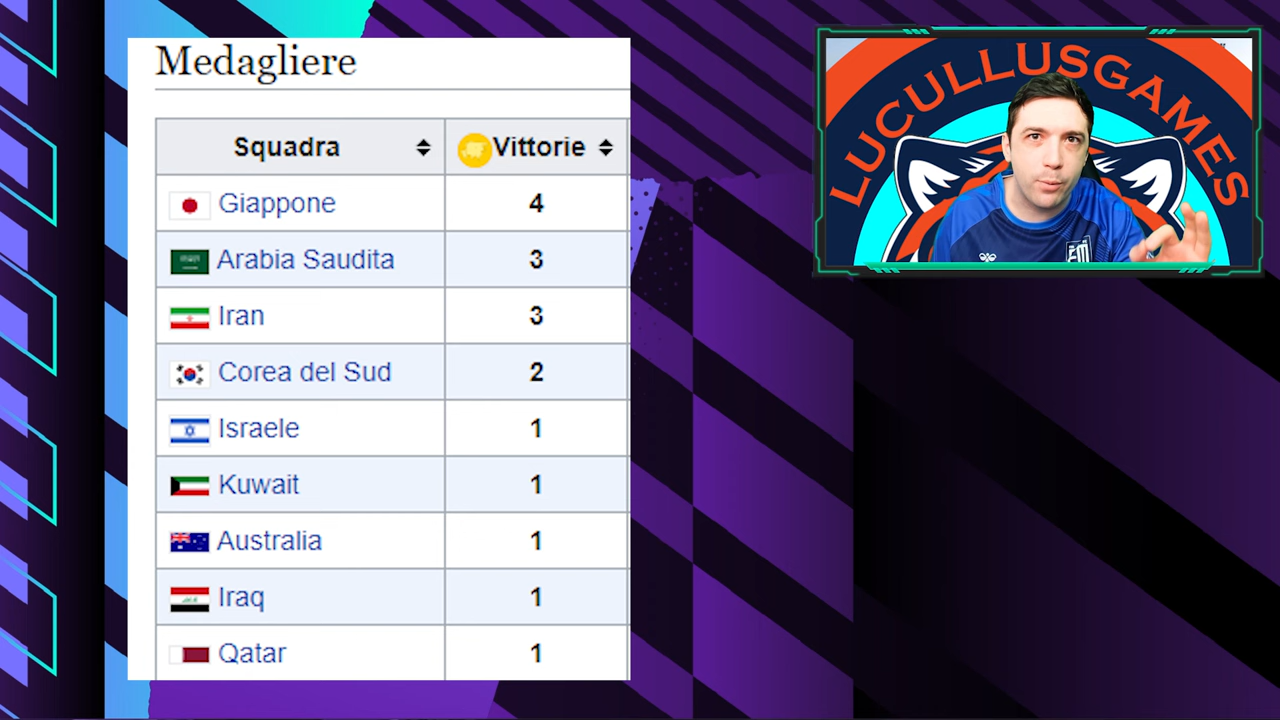 Medagliere
Squadra Vittorie
Giappone 4
Arabia Saudita 3
Iran 3
Corea del Sud 2
Israele 1
Kuwait 1
Australia 1
Iraq 1
Qatar 1
LUCULLUSGAMES